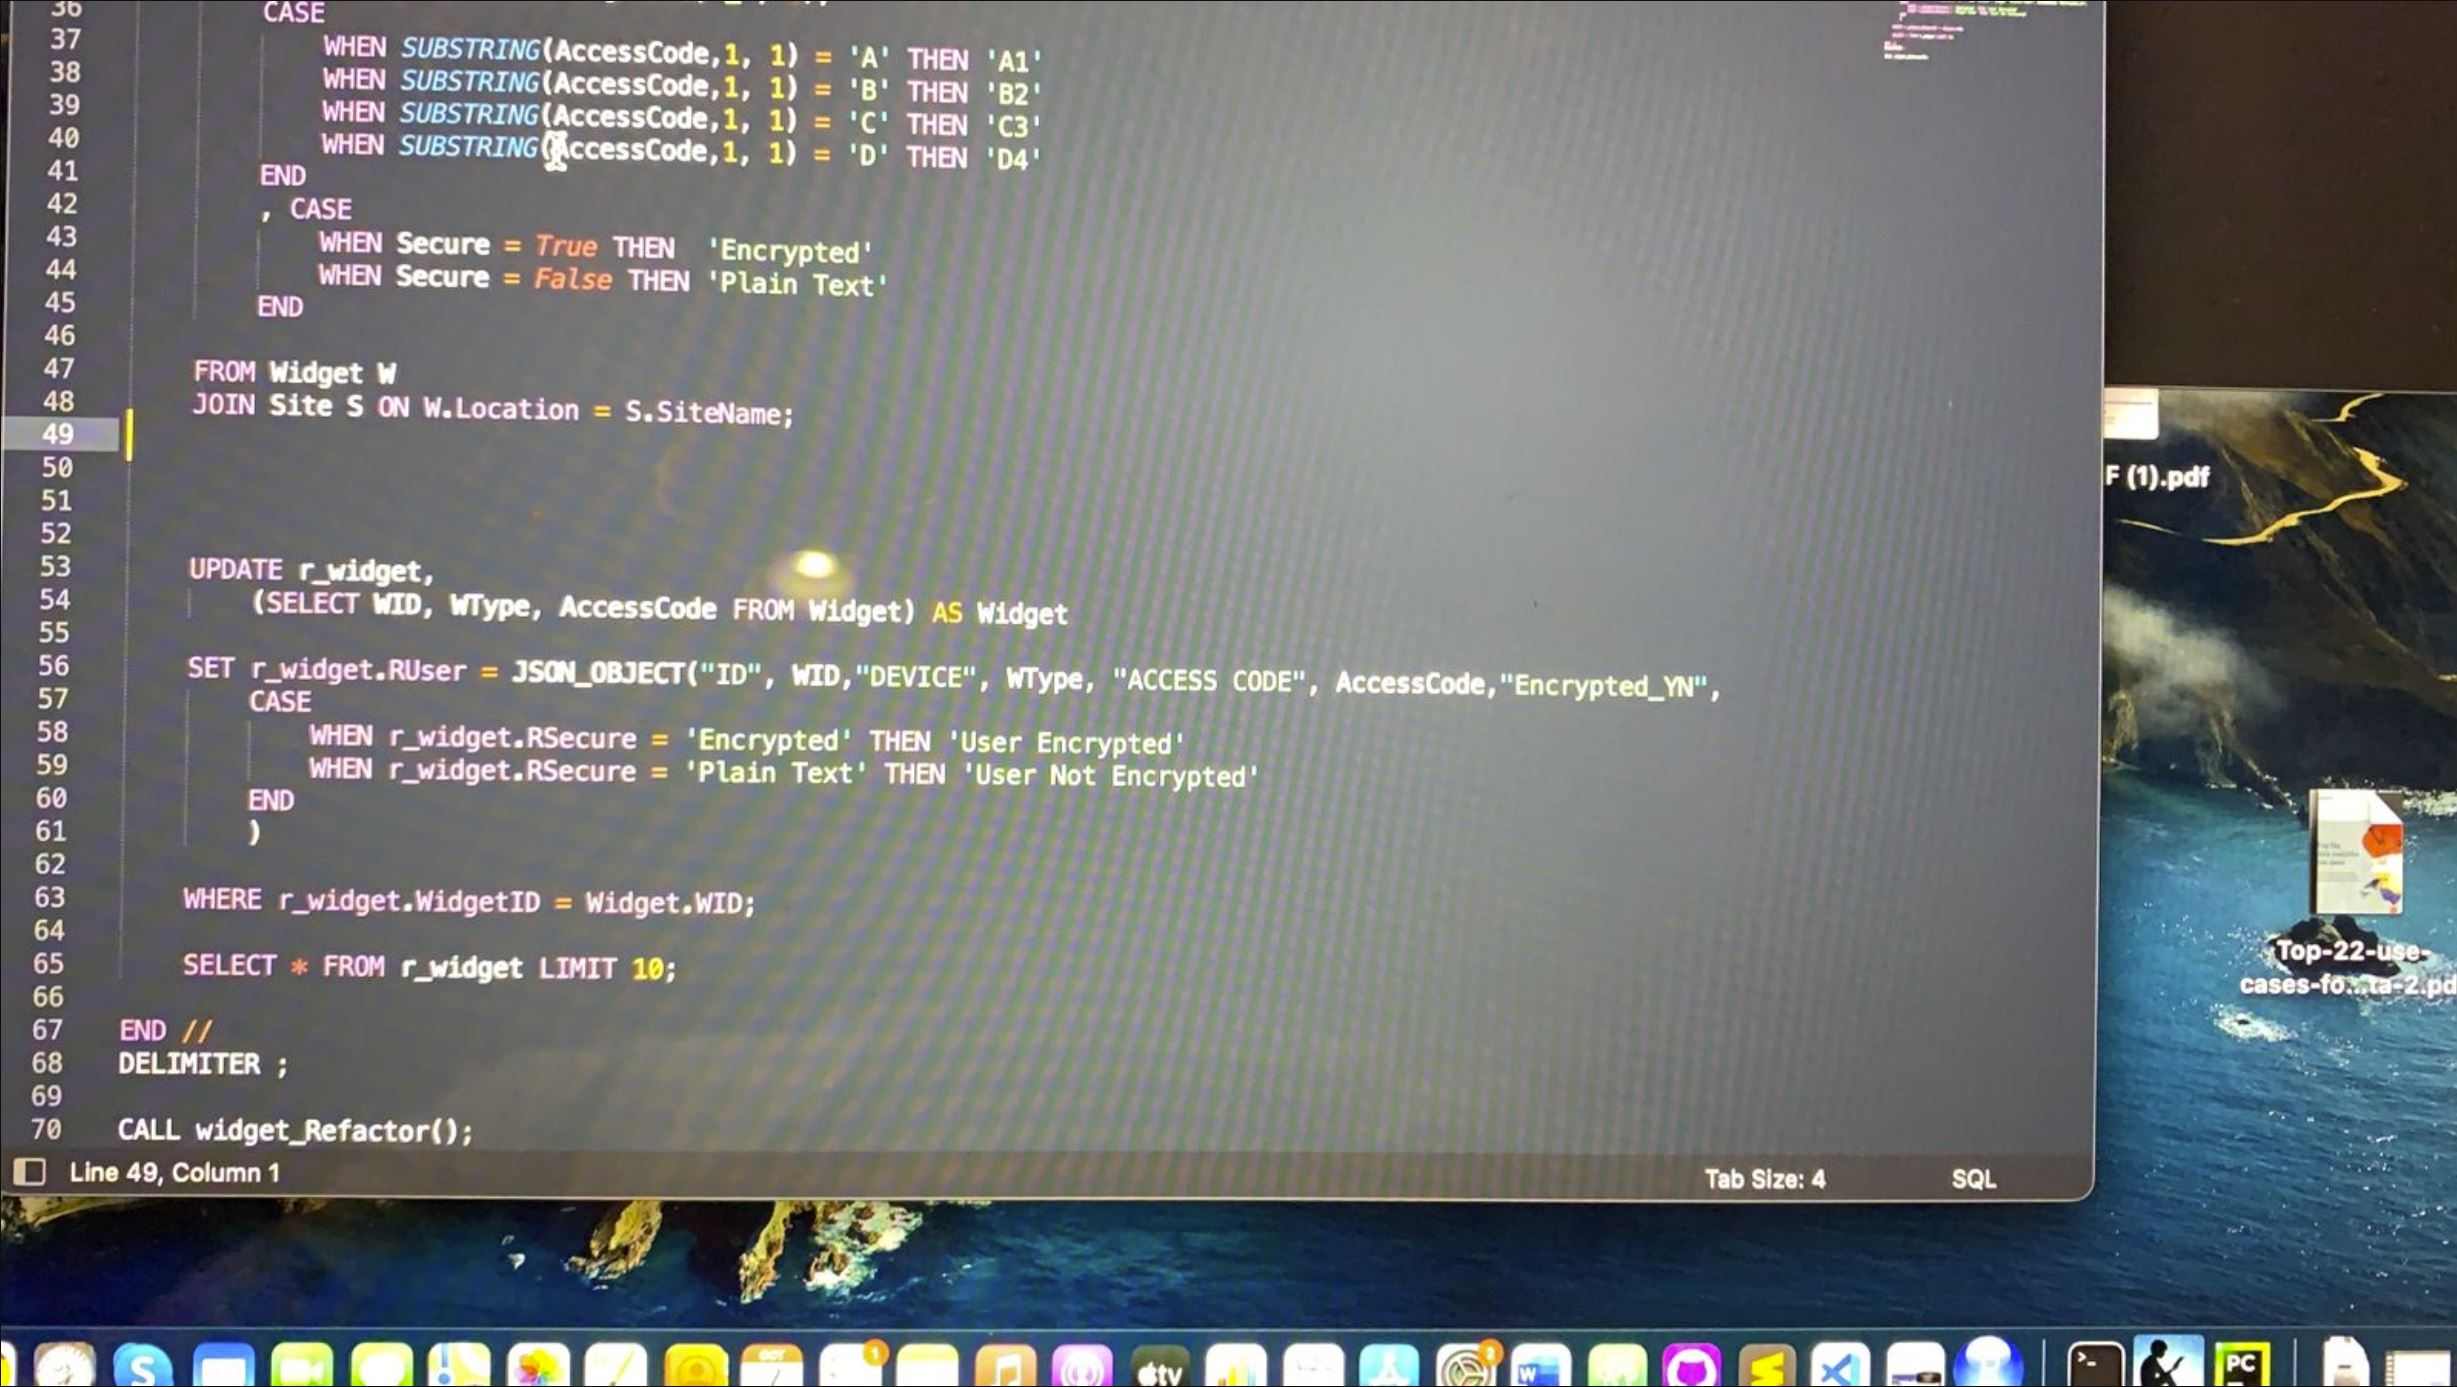 36 CASE
37 WHEN SUBSTRING(AccessCode,1, 1) = 'A' THEN 'A1'
38 WHEN SUBSTRING(AccessCode,1, 1) = 'B' THEN 'B2'
39 WHEN SUBSTRING(AccessCode,1, 1) = 'C' THEN 'C3'
40 WHEN SUBSTRING(AccessCode,1, 1) = 'D' THEN 'D4'
41 END
42 , CASE
43 WHEN Secure = True THEN  'Encrypted'
44 WHEN Secure = False THEN 'Plain Text'
45 END
46
47 FROM Widget W
48 JOIN Site S ON W.Location = S.SiteName;
49
50
51
52
53 UPDATE r_widget,
54 (SELECT WID, WType, AccessCode FROM Widget) AS Widget
55
56 SET r_widget.RUser = JSON_OBJECT("ID", WID,"DEVICE", WType, "ACCESS CODE", AccessCode,"Encrypted_YN",
57 CASE
58 WHEN r_widget.RSecure = 'Encrypted' THEN 'User Encrypted'
59 WHEN r_widget.RSecure = 'Plain Text' THEN 'User Not Encrypted'
60 END
61 )
62
63 WHERE r_widget.WidgetID = Widget.WID;
64
65 SELECT * FROM r_widget LIMIT 10;
66
67 END //
68 DELIMITER ;
69
70 CALL widget_Refactor();
Line 49, Column 1
Tab Size: 4
SQL
F (1).pdf
Top-22-use-
cases-fo...ta-2.pd
S
OCT
1
tv
2
W
>_
PC